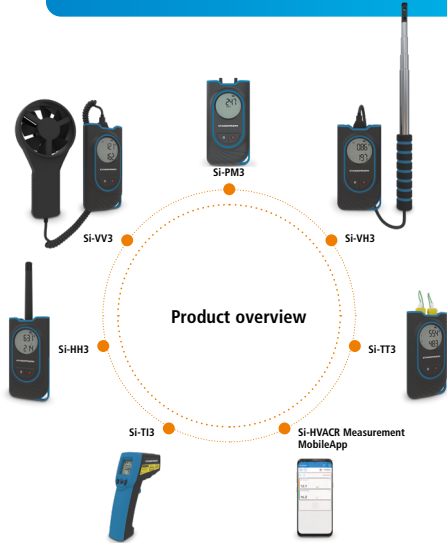 Si-PM3
Si-VV3
Si-VH3
Product overview
Si-HH3
Si-TT3
Si-TI3
Si-HVACR Measurement
MobileApp